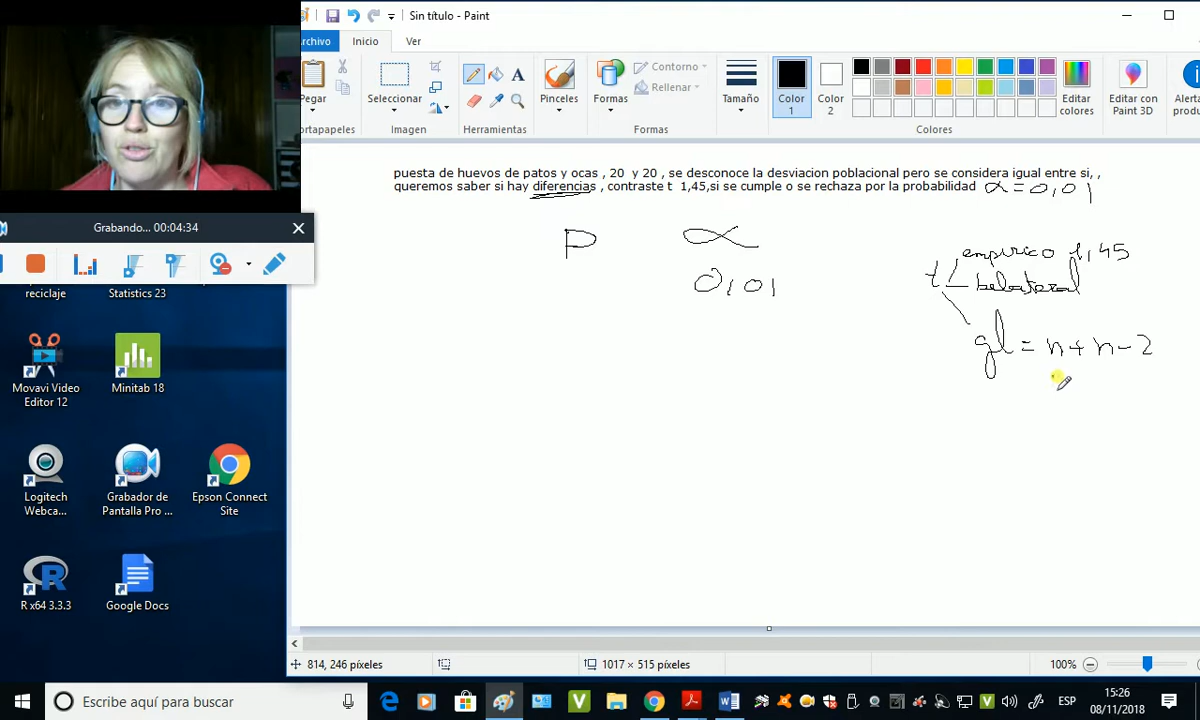 Sin título - Paint
Archivo Inicio Ver
Pegar
Seleccionar
Contorno
Rellenar
Pinceles
Formas
Tamaño
Color 1
Color 2
Editar colores
Editar con Paint 3D
Portapapeles Imagen Herramientas Formas Colores
puesta de huevos de patos y ocas , 20 y 20 , se desconoce la desviacion poblacional pero se considera igual entre si, ,
queremos saber si hay diferencias , contraste t 1,45,si se cumple o se rechaza por la probabilidad α = 0,01
P α
0,01
empirico 1,45
t bilateral
gl = n + n - 2
Grabando... 00:04:34
reciclaje
Statistics 23
Movavi Video Editor 12
Minitab 18
Logitech Webca...
Grabador de Pantalla Pro ...
Epson Connect Site
R x64 3.3.3
Google Docs
814, 246 píxeles
1017 × 515 píxeles
100%
Escribe aquí para buscar
ESP
15:26
08/11/2018